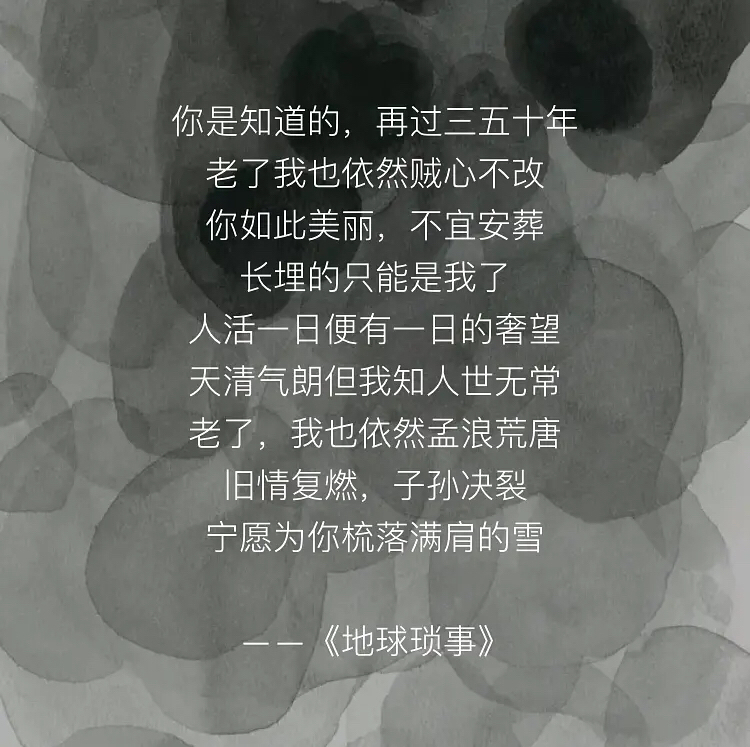 你是知道的，再过三五十年
老了我也依然贼心不改
你如此美丽，不宜安葬
长埋的只能是我了
人活一日便有一日的奢望
天清气朗但我知人世无常
老了，我也依然孟浪荒唐
旧情复燃，子孙决裂
宁愿为你梳落满肩的雪
——《地球琐事》